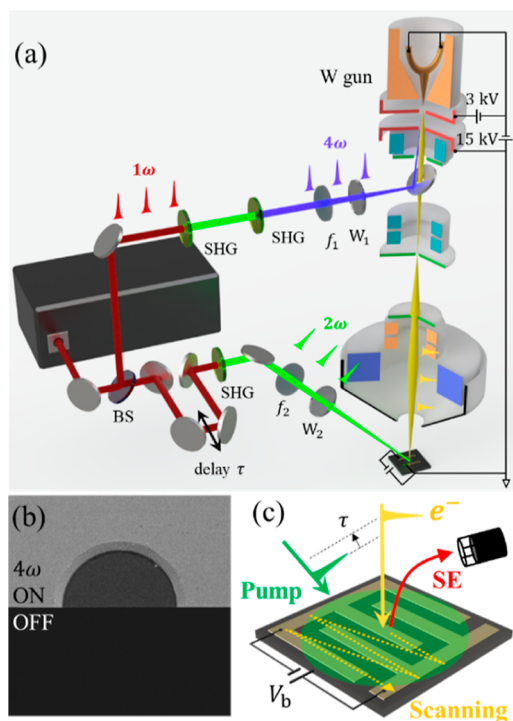 (a)
W gun
3 kV
15 kV
1ω
4ω
SHG
SHG
f₁
W₁
2ω
BS
SHG
f₂
W₂
delay τ
(b)
4ω
ON
OFF
(c)
τ
e⁻
Pump
SE
V_b
Scanning